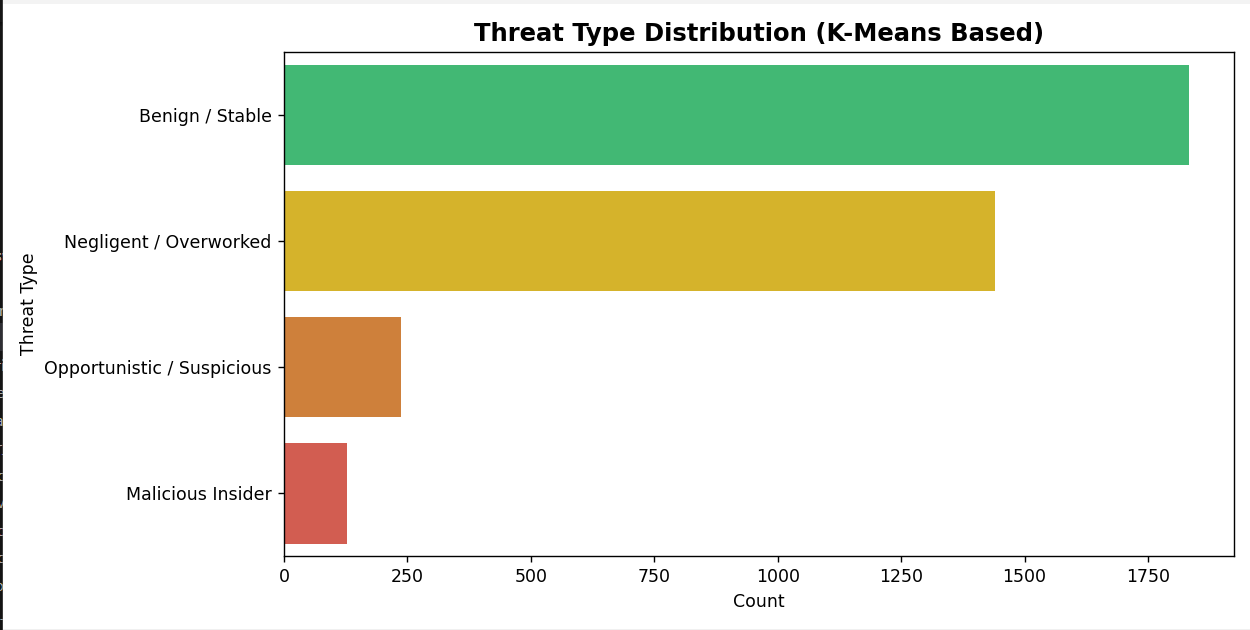 Threat Type Distribution (K-Means Based)
Threat Type
Benign / Stable
Negligent / Overworked
Opportunistic / Suspicious
Malicious Insider
0 250 500 750 1000 1250 1500 1750
Count